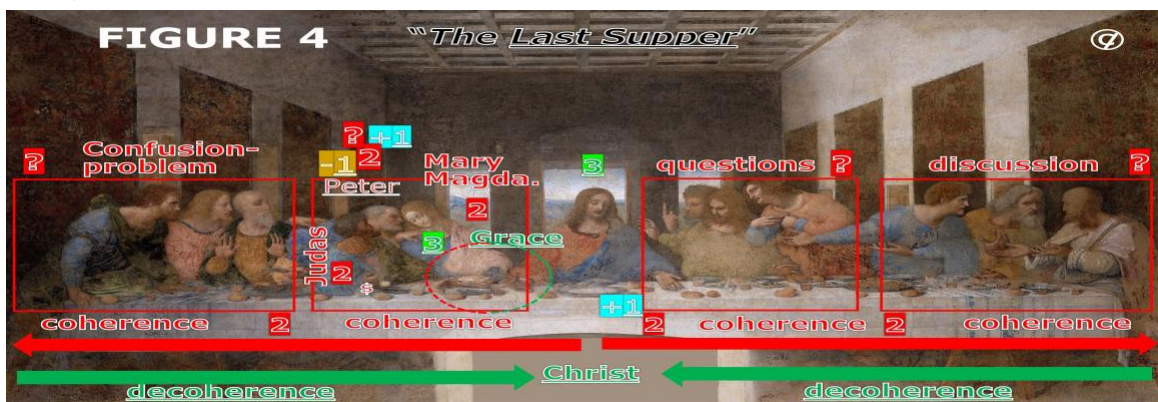 FIGURE 4
"The Last Supper"
? Confusion-
problem
? +1
-1 2
Peter
Mary
Magda.
2
3
questions ?
discussion ?
Judas
2
$
3
Grace
+1
coherence 2
coherence
2 coherence
2 coherence
Christ
decoherence
decoherence